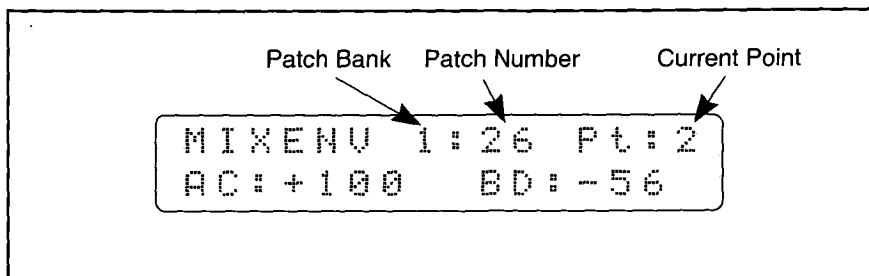 Patch Bank Patch Number Current Point
MIXENV 1:26 Pt:2
AC:+100 BD:-56